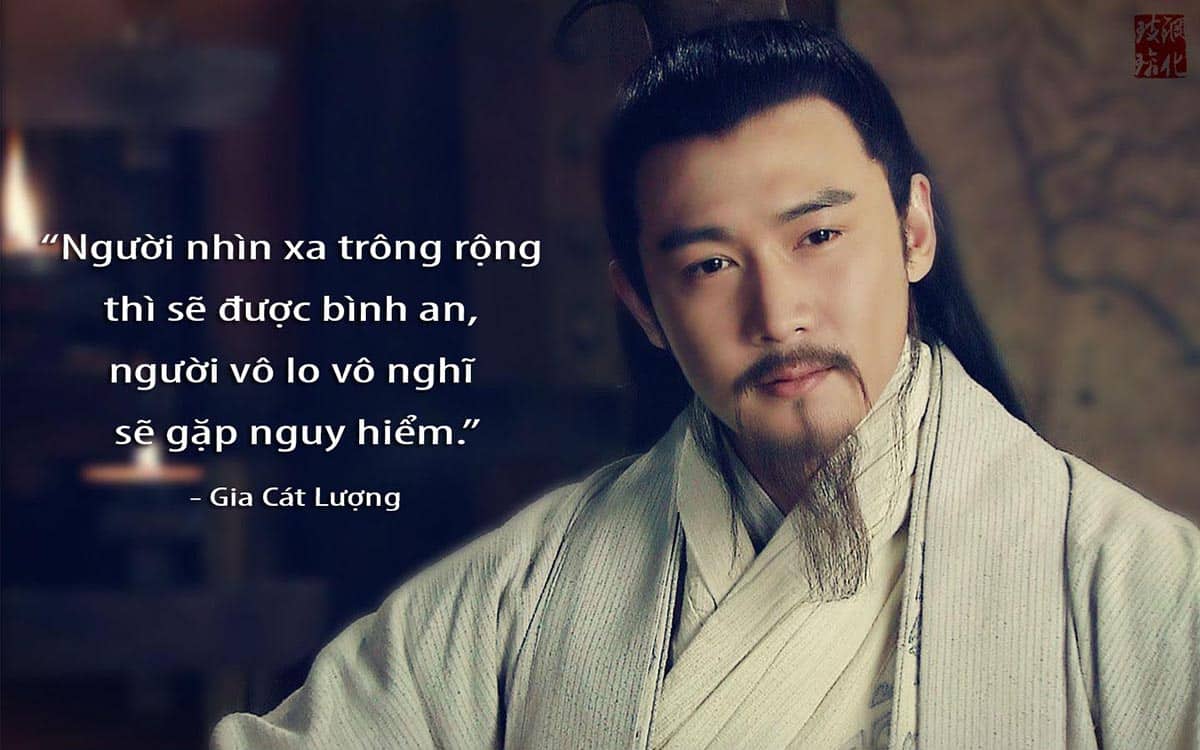 “Người nhìn xa trông rộng
thì sẽ được bình an,
người vô lo vô nghĩ
sẽ gặp nguy hiểm.”
– Gia Cát Lượng